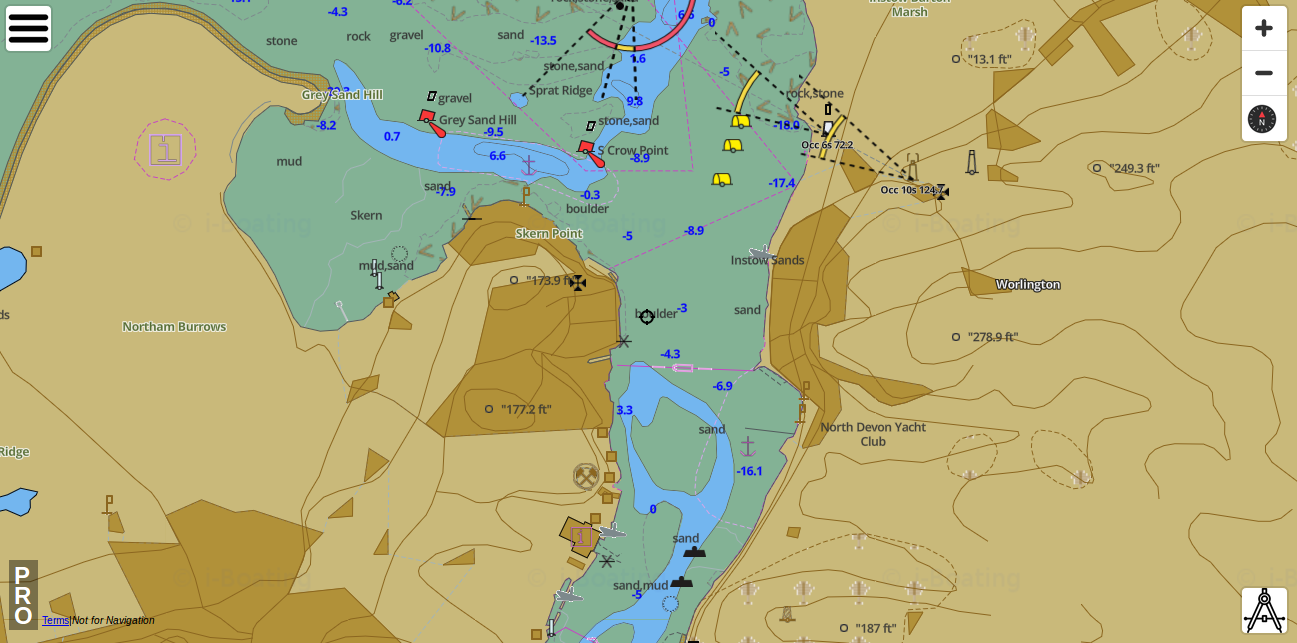 -4.3
-6.2
6.6
0
Instow Barton
Marsh
stone
rock
gravel
-10.8
sand
-13.5
1.6
"13.1 ft"
stone,sand
-5
Grey Sand Hill
Sprat Ridge
gravel
9.8
rock,stone
-8.2
0.7
Grey Sand Hill
-9.5
stone,sand
-18.0
Occ 6s 72.2
mud
6.6
S Crow Point
-8.9
"249.3 ft"
sand
-7.9
-0.3
-17.4
Occ 10s 124.7
Skern
boulder
© i-Boating
Skern Point
-5
-8.9
mud,sand
Instow Sands
"173.9 ft"
Worlington
boulder
-3
sand
ds
Northam Burrows
"278.9 ft"
-4.3
-6.9
"177.2 ft"
3.3
sand
North Devon Yacht
Club
Ridge
-16.1
1
0
sand
1
© i-Boating
sand,mud
-5
"187 ft"
PRO
Terms|Not for Navigation
N